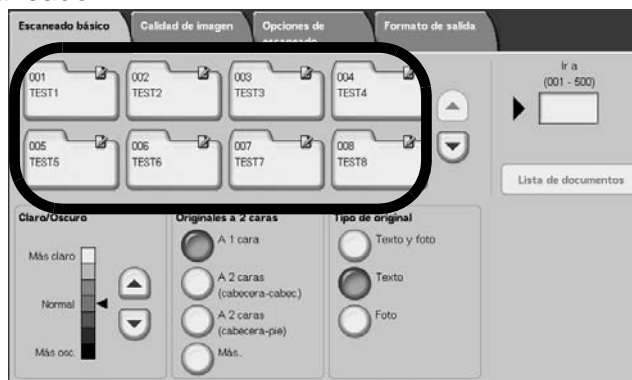 Escaneado básico
Calidad de imagen
Opciones de
escaneado
Formato de salida
001
TEST1
002
TEST2
003
TEST3
004
TEST4
005
TEST5
006
TEST6
007
TEST7
008
TEST8
Ir a
(001 - 500)
Lista de documentos
Claro/Oscuro
Más claro
Normal
Más osc.
Originales a 2 caras
A 1 cara
A 2 caras
(cabecera-cabec.)
A 2 caras
(cabecera-pie)
Más..
Tipo de original
Texto y foto
Texto
Foto